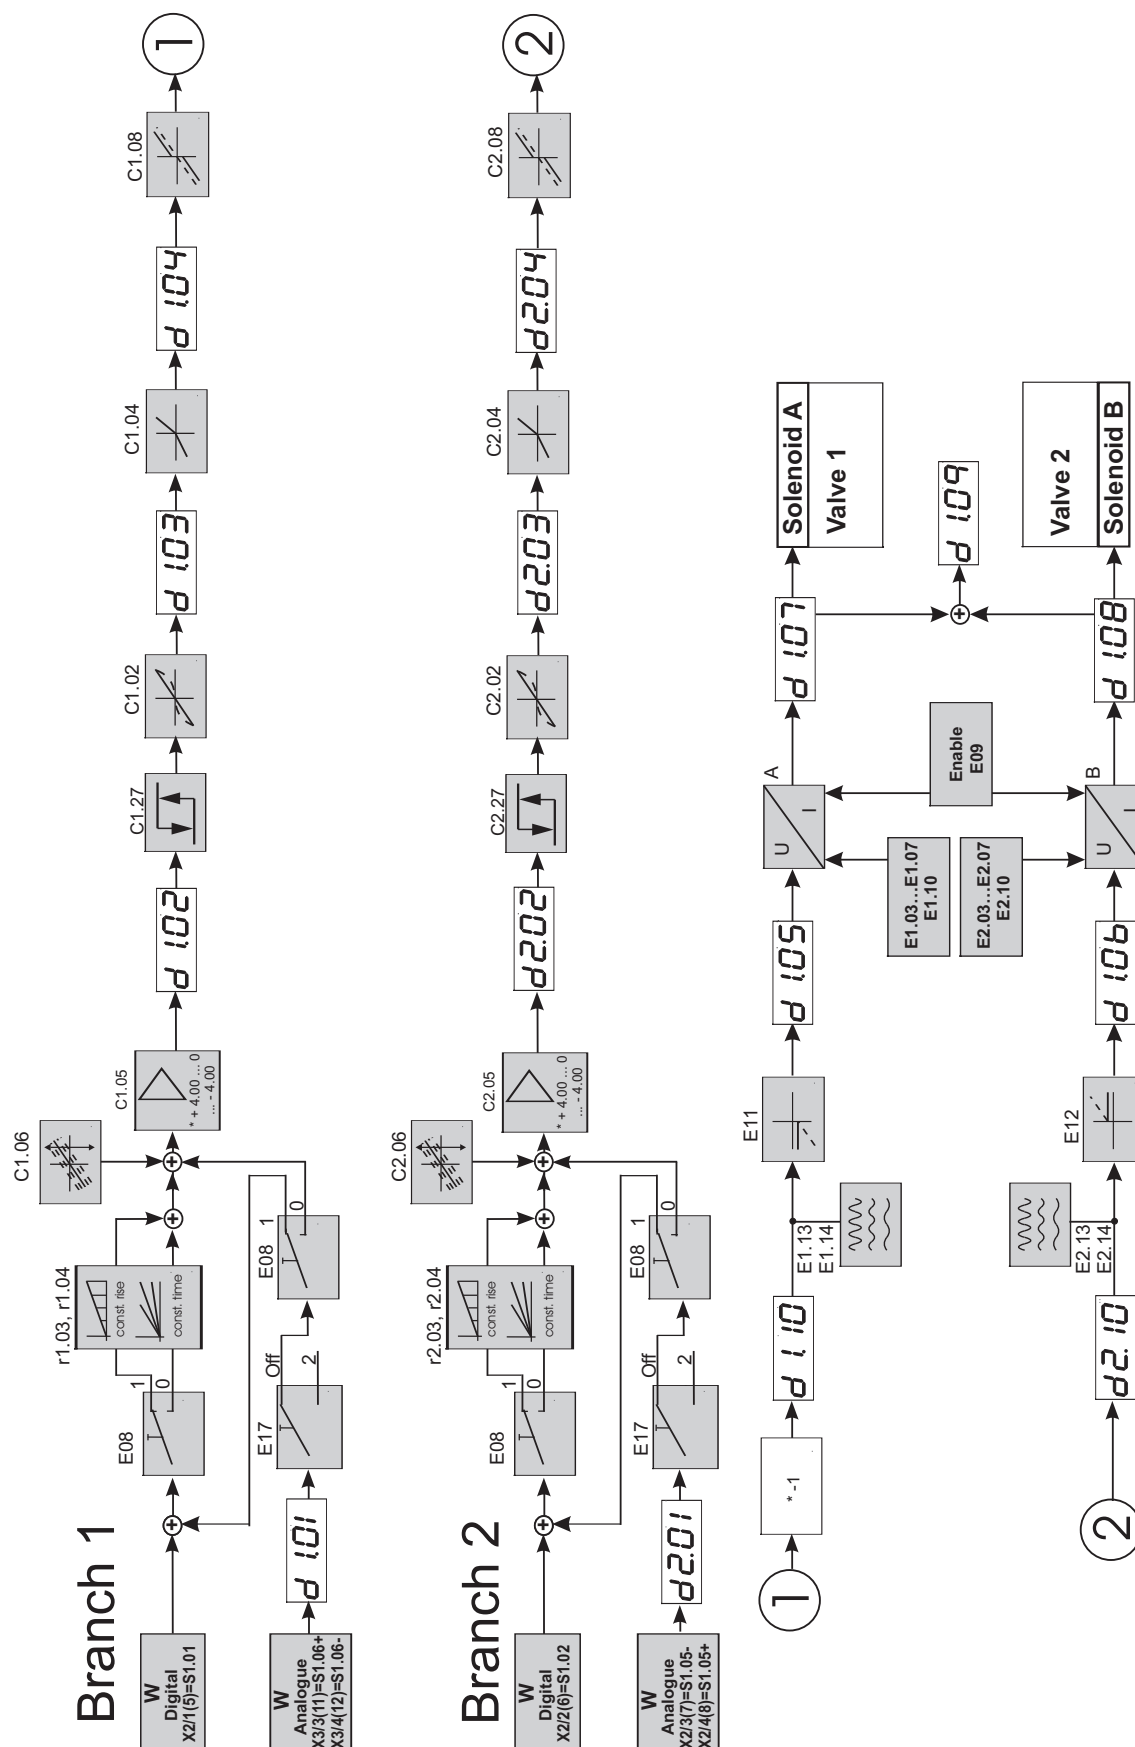 Branch 1
W
Digital
X2/1(5)=S1.01
E08
1
0
r1.03, r1.04
const. rise
const. time
C1.06
C1.05
* + 4.00 ... 0
... - 4.00
d 1.02
C1.27
C1.02
d 1.03
C1.04
d 1.04
C1.08
1
W
Analogue
X3/3(11)=S1.06+
X3/4(12)=S1.06-
d 1.01
E17
Off
2
E08
1
0
Branch 2
W
Digital
X2/2(6)=S1.02
E08
1
0
r2.03, r2.04
const. rise
const. time
C2.06
C2.05
* + 4.00 ... 0
... - 4.00
d2.02
C2.27
C2.02
d2.03
C2.04
d2.04
C2.08
2
W
Analogue
X2/3(7)=S1.05-
X2/4(8)=S1.05+
d2.01
E17
Off
2
E08
1
0
1
* -1
d 1.10
E1.13
E1.14
E11
d 1.05
U
I
A
d 1.07
Solenoid A
Valve 1
E1.03...E1.07
E1.10
E2.03...E2.07
E2.10
Enable
E09
d 1.09
2
d2.10
E2.13
E2.14
E12
d 1.06
U
I
B
d 1.08
Valve 2
Solenoid B